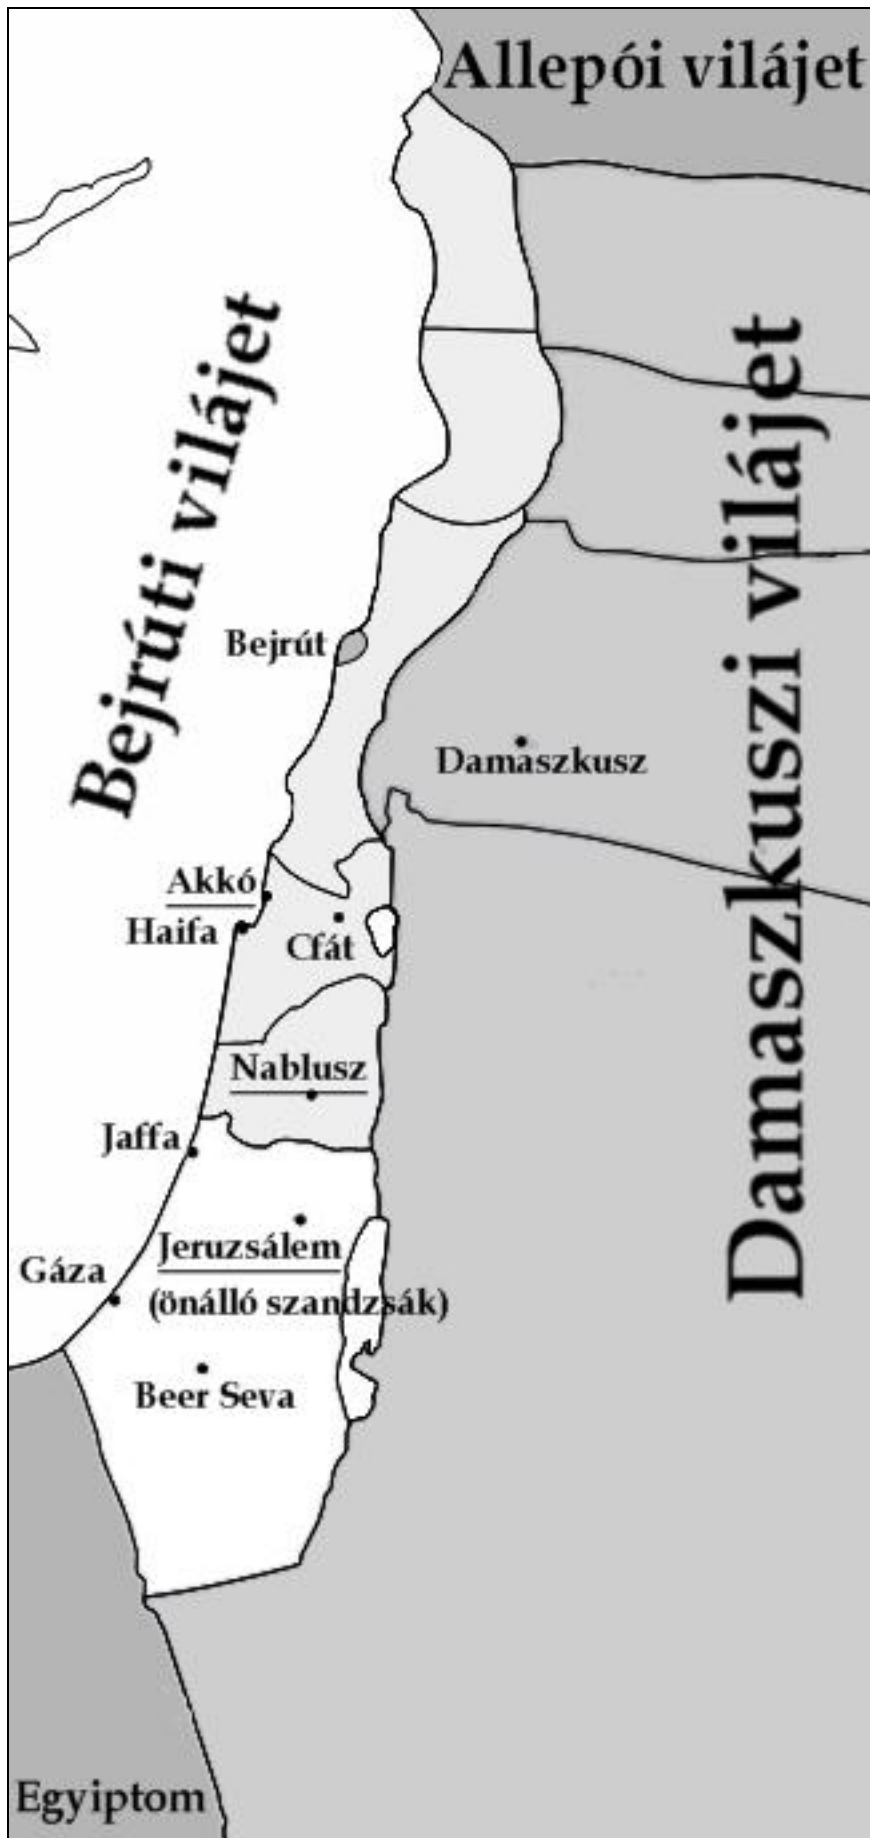 Allepói vilájet
Bejrúti vilájet
Damaszkuszi vilájet
Bejrút
Damaszkusz
Akkó
Haifa
Cfát
Nablusz
Jaffa
Jeruzsálem
Gáza
(önálló szandzsák)
Beer Seva
Egyiptom